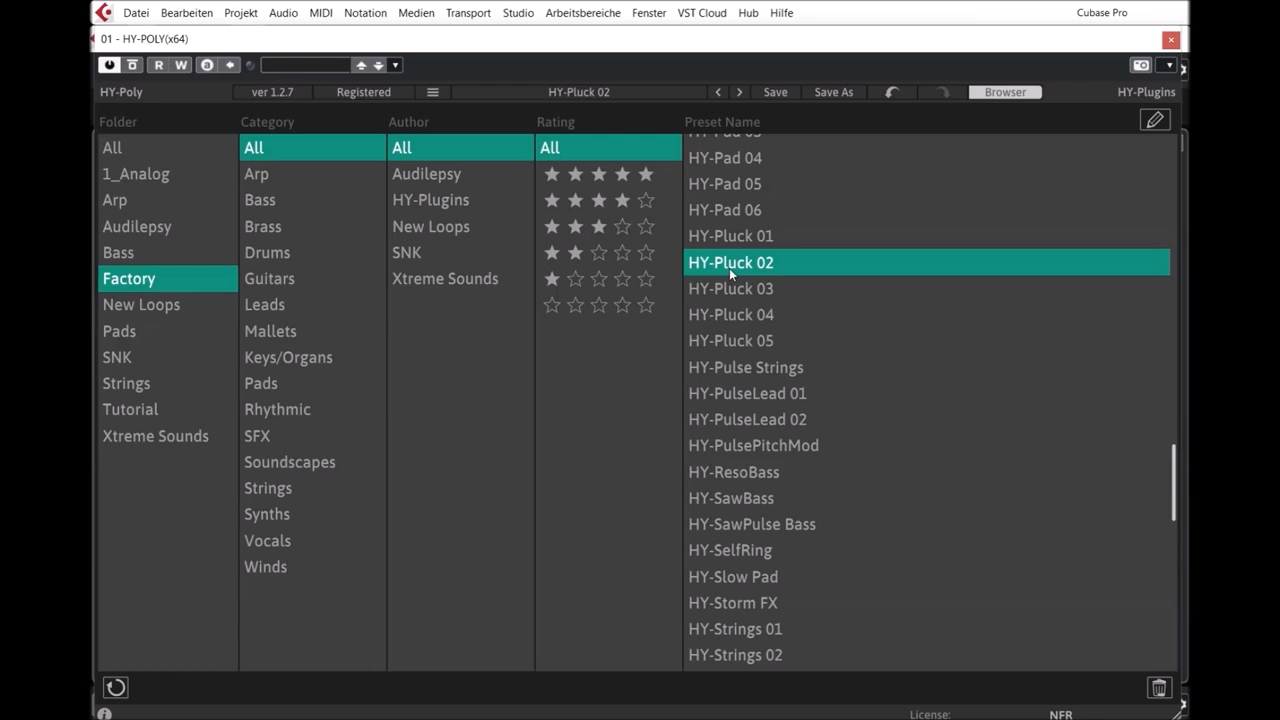 Datei Bearbeiten Projekt Audio MIDI Notation Medien Transport Studio Arbeitsbereiche Fenster VST Cloud Hub Hilfe Cubase Pro
01 - HY-POLY(x64)
R W a
HY-Poly ver 1.2.7 Registered HY-Pluck 02 < > Save Save As Browser HY-Plugins
Folder Category Author Rating Preset Name
All All All All
HY-Pad 04
1_Analog Arp Audilepsy HY-Pad 05
Arp Bass HY-Plugins HY-Pad 06
Audilepsy Brass New Loops HY-Pluck 01
Bass Drums SNK HY-Pluck 02
Factory Guitars Xtreme Sounds HY-Pluck 03
New Loops Leads HY-Pluck 04
Pads Mallets HY-Pluck 05
SNK Keys/Organs HY-Pulse Strings
Strings Pads HY-PulseLead 01
Tutorial Rhythmic HY-PulseLead 02
Xtreme Sounds SFX HY-PulsePitchMod
Soundscapes HY-ResoBass
Strings HY-SawBass
Synths HY-SawPulse Bass
Vocals HY-SelfRing
Winds HY-Slow Pad
HY-Storm FX
HY-Strings 01
HY-Strings 02
License: NFR